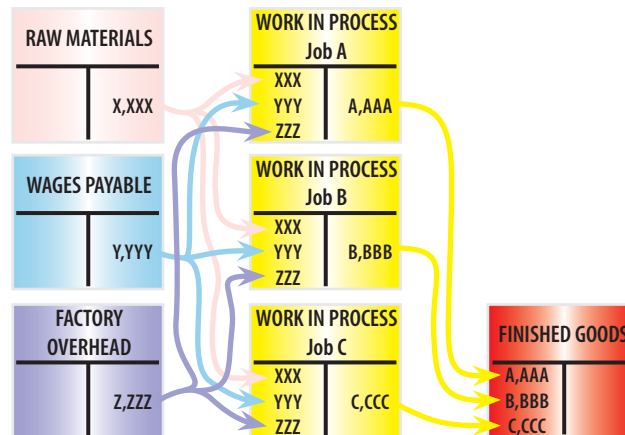 RAW MATERIALS
X,XXX
WORK IN PROCESS
Job A
XXX
YYY
ZZZ
A,AAA
WAGES PAYABLE
Y,YYY
WORK IN PROCESS
Job B
XXX
YYY
ZZZ
B,BBB
FACTORY
OVERHEAD
Z,ZZZ
WORK IN PROCESS
Job C
XXX
YYY
ZZZ
C,CCC
FINISHED GOODS
A,AAA
B,BBB
C,CCC